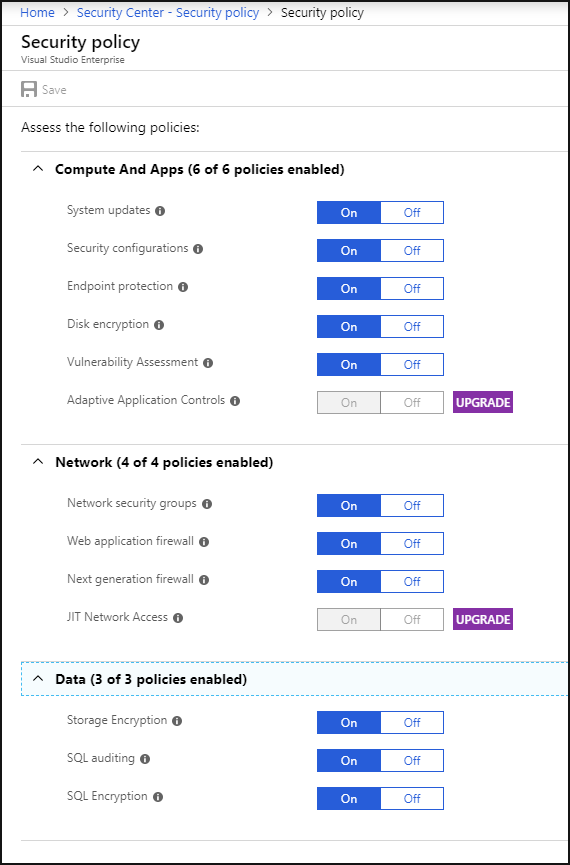 Home > Security Center - Security policy > Security policy
Security policy
Visual Studio Enterprise
Save
Assess the following policies:
Compute And Apps (6 of 6 policies enabled)
System updates On Off
Security configurations On Off
Endpoint protection On Off
Disk encryption On Off
Vulnerability Assessment On Off
Adaptive Application Controls On Off UPGRADE
Network (4 of 4 policies enabled)
Network security groups On Off
Web application firewall On Off
Next generation firewall On Off
JIT Network Access On Off UPGRADE
Data (3 of 3 policies enabled)
Storage Encryption On Off
SQL auditing On Off
SQL Encryption On Off